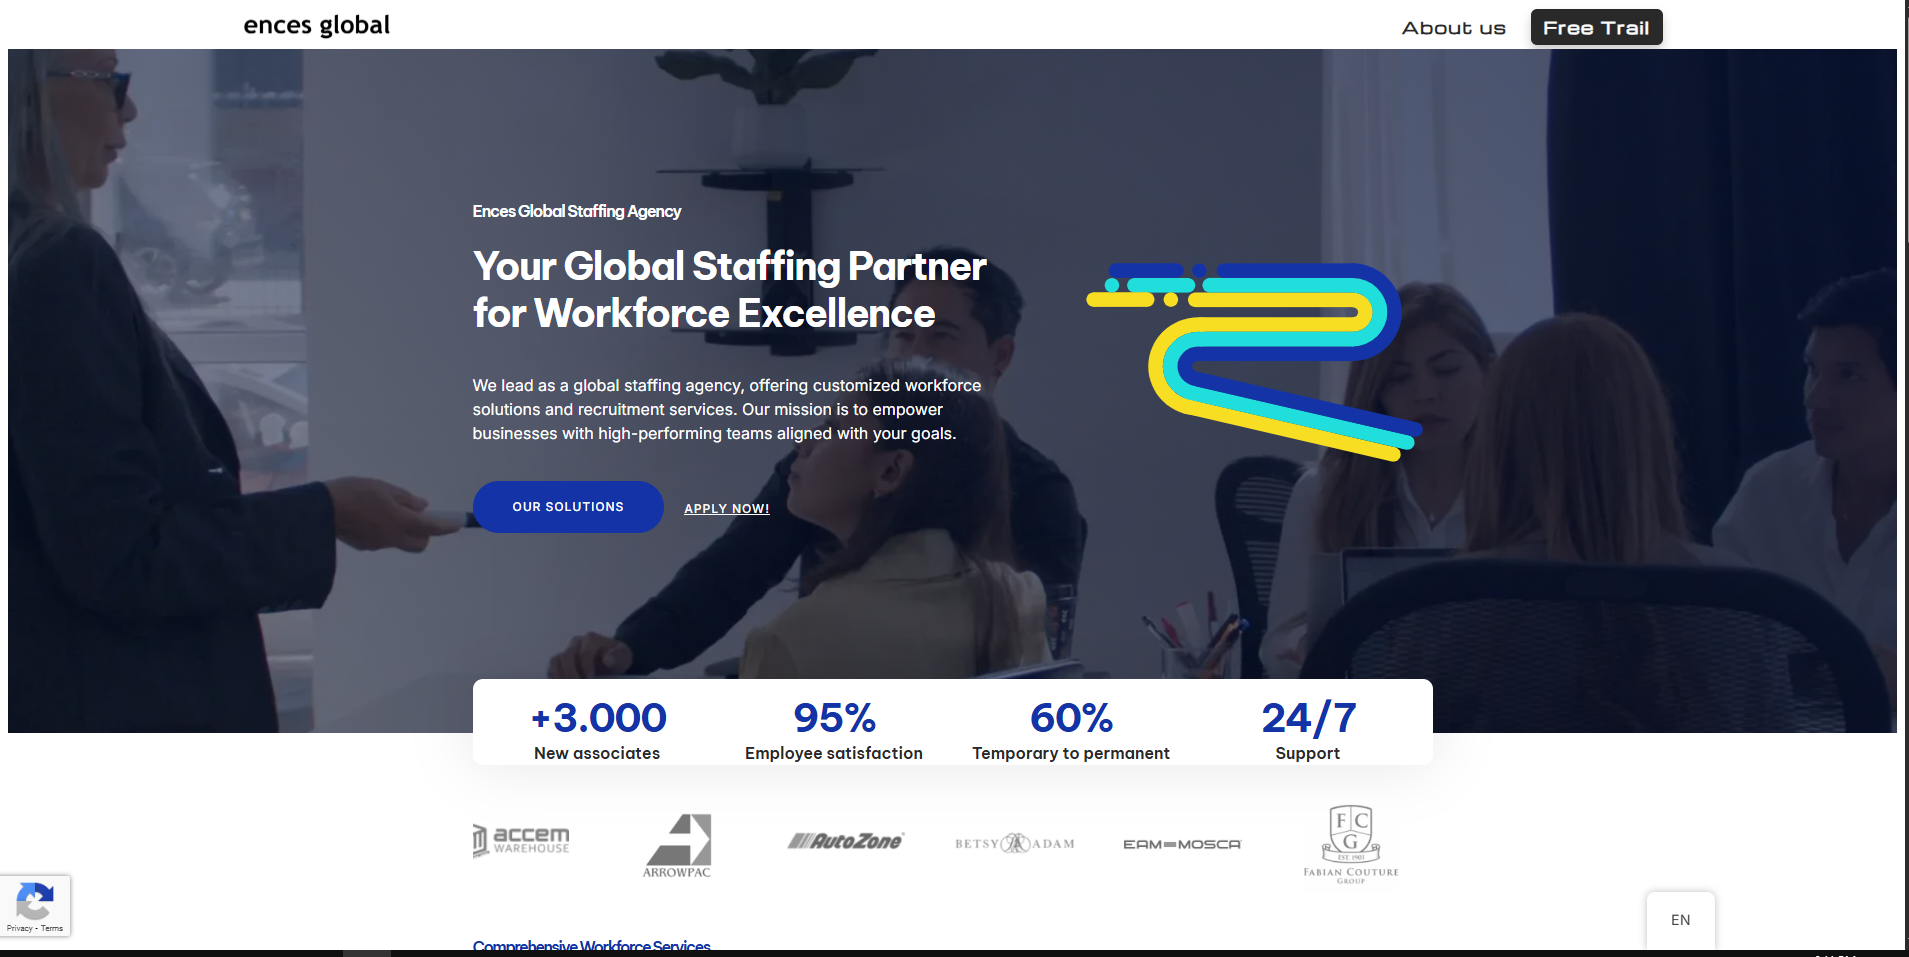 ences global
About us
Free Trail
Ences Global Staffing Agency
Your Global Staffing Partner
for Workforce Excellence
We lead as a global staffing agency, offering customized workforce
solutions and recruitment services. Our mission is to empower
businesses with high-performing teams aligned with your goals.
OUR SOLUTIONS
APPLY NOW!
+3.000
New associates
95%
Employee satisfaction
60%
Temporary to permanent
24/7
Support
accem
WAREHOUSE
ARROWPAC
AutoZone
BETSY ADAM
EAM MOSCA
F C
G
EST. 1901
FABIAN COUTURE
GROUP
Privacy - Terms
EN
Comprehensive Workforce Services